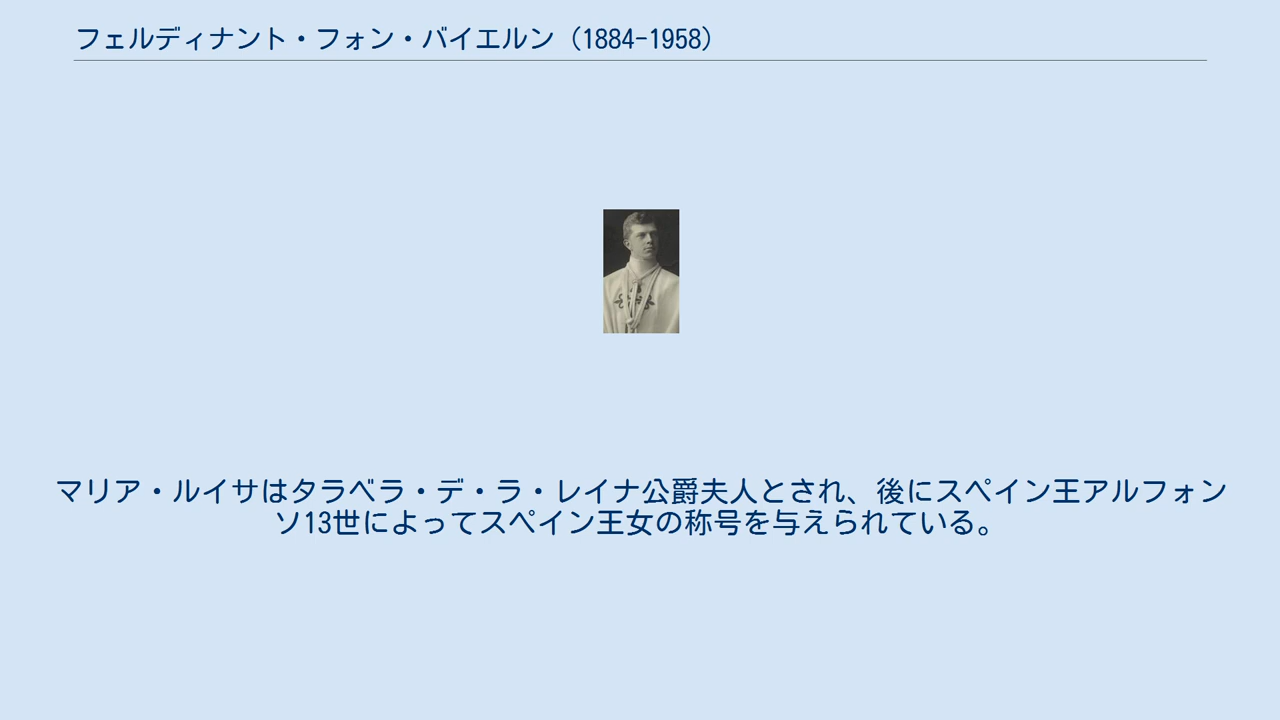 フェルディナント・フォン・バイエルン（1884-1958）
マリア・ルイサはタラベラ・デ・ラ・レイナ公爵夫人とされ、後にスペイン王アルフォン
ソ13世によってスペイン王女の称号を与えられている。